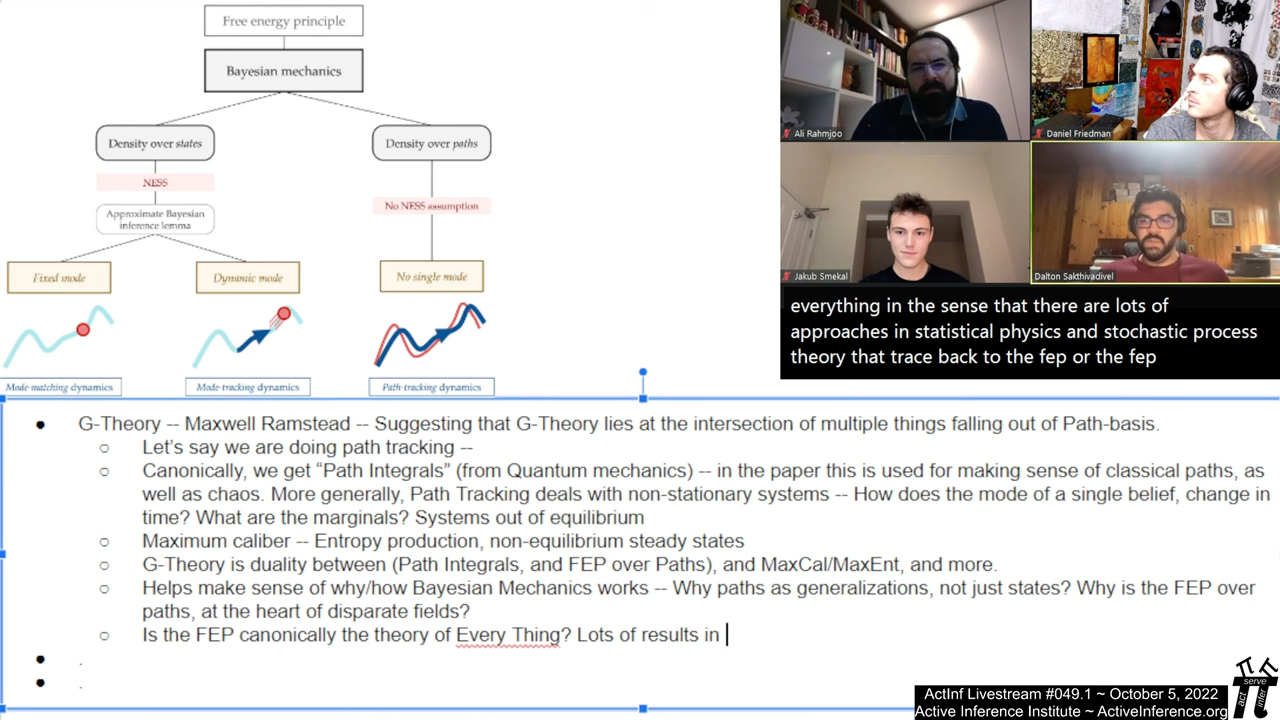 Free energy principle
Bayesian mechanics
Density over states
Density over paths
NESS
No NESS assumption
Approximate Bayesian
inference lemma
Fixed mode
Dynamic mode
No single mode
Mode-matching dynamics
Mode-tracking dynamics
Path-tracking dynamics
Ali Rahmjoo
Daniel Friedman
Jakub Smekal
Dalton Sakthivadivel
everything in the sense that there are lots of
approaches in statistical physics and stochastic process
theory that trace back to the fep or the fep
G-Theory -- Maxwell Ramstead -- Suggesting that G-Theory lies at the intersection of multiple things falling out of Path-basis.
Let's say we are doing path tracking --
Canonically, we get “Path Integrals” (from Quantum mechanics) -- in the paper this is used for making sense of classical paths, as
well as chaos. More generally, Path Tracking deals with non-stationary systems -- How does the mode of a single belief, change in
time? What are the marginals? Systems out of equilibrium
Maximum caliber -- Entropy production, non-equilibrium steady states
G-Theory is duality between (Path Integrals, and FEP over Paths), and MaxCal/MaxEnt, and more.
Helps make sense of why/how Bayesian Mechanics works -- Why paths as generalizations, not just states? Why is the FEP over
paths, at the heart of disparate fields?
Is the FEP canonically the theory of Every Thing? Lots of results in
ActInf Livestream #049.1 ~ October 5, 2022
Active Inference Institute ~ ActiveInference.org
serve
act
infer